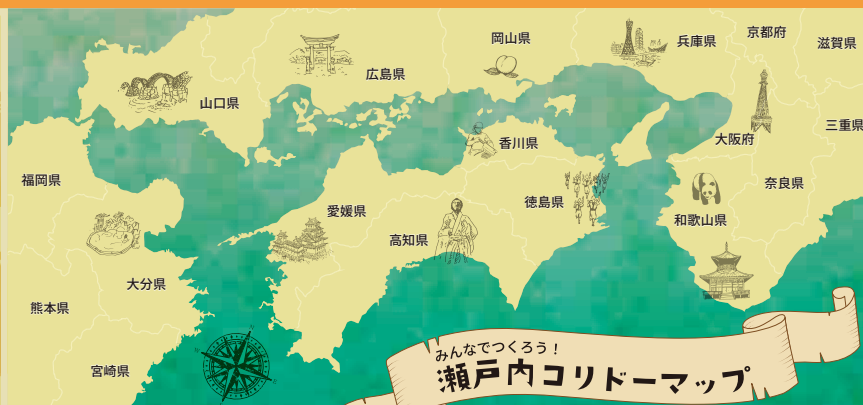 岡山県
京都府
兵庫県
滋賀県
広島県
山口県
三重県
大阪府
香川県
福岡県
奈良県
徳島県
愛媛県
和歌山県
高知県
大分県
熊本県
宮崎県
みんなでつくろう！
瀬戸内コリドーマップ